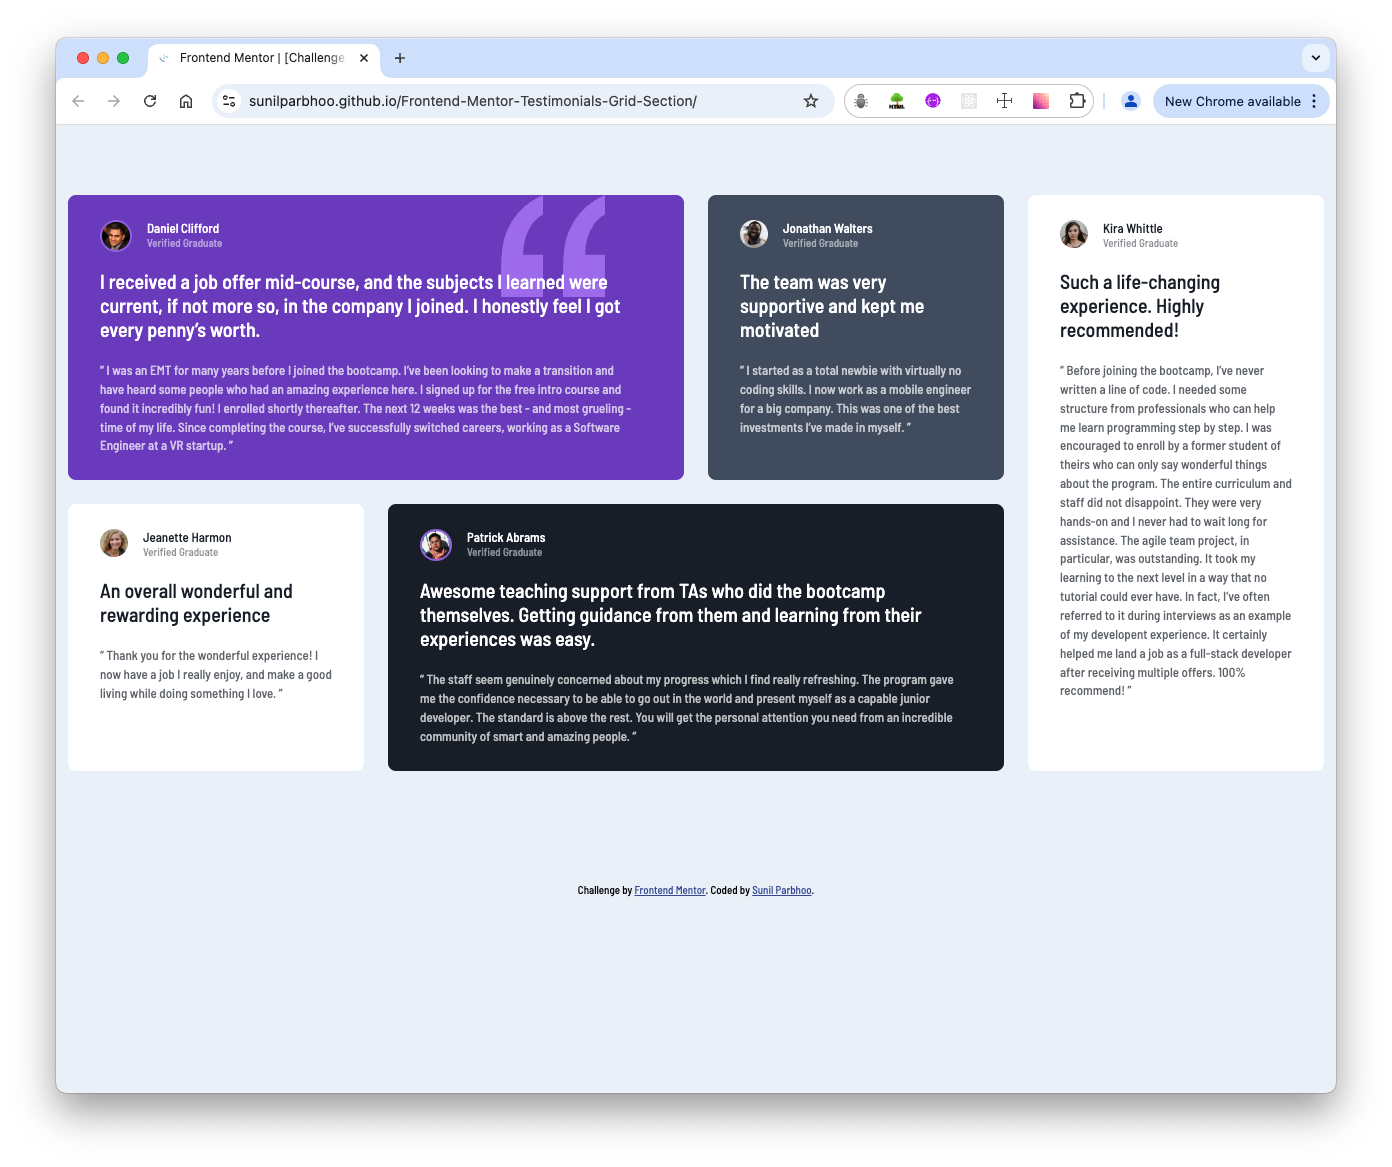 Frontend Mentor | [Challenge
sunilparbhoo.github.io/Frontend-Mentor-Testimonials-Grid-Section/
New Chrome available
Daniel Clifford
Verified Graduate
I received a job offer mid-course, and the subjects I learned were
current, if not more so, in the company I joined. I honestly feel I got
every penny’s worth.
“ I was an EMT for many years before I joined the bootcamp. I’ve been looking to make a transition and
have heard some people who had an amazing experience here. I signed up for the free intro course and
found it incredibly fun! I enrolled shortly thereafter. The next 12 weeks was the best - and most grueling -
time of my life. Since completing the course, I’ve successfully switched careers, working as a Software
Engineer at a VR startup. ”
Jonathan Walters
Verified Graduate
The team was very
supportive and kept me
motivated
“ I started as a total newbie with virtually no
coding skills. I now work as a mobile engineer
for a big company. This was one of the best
investments I’ve made in myself. ”
Kira Whittle
Verified Graduate
Such a life-changing
experience. Highly
recommended!
“ Before joining the bootcamp, I’ve never
written a line of code. I needed some
structure from professionals who can help
me learn programming step by step. I was
encouraged to enroll by a former student of
theirs who can only say wonderful things
about the program. The entire curriculum and
staff did not disappoint. They were very
hands-on and I never had to wait long for
assistance. The agile team project, in
particular, was outstanding. It took my
learning to the next level in a way that no
tutorial could ever have. In fact, I’ve often
referred to it during interviews as an example
of my developent experience. It certainly
helped me land a job as a full-stack developer
after receiving multiple offers. 100%
recommend! ”
Jeanette Harmon
Verified Graduate
An overall wonderful and
rewarding experience
“ Thank you for the wonderful experience! I
now have a job I really enjoy, and make a good
living while doing something I love. ”
Patrick Abrams
Verified Graduate
Awesome teaching support from TAs who did the bootcamp
themselves. Getting guidance from them and learning from their
experiences was easy.
“ The staff seem genuinely concerned about my progress which I find really refreshing. The program gave
me the confidence necessary to be able to go out in the world and present myself as a capable junior
developer. The standard is above the rest. You will get the personal attention you need from an incredible
community of smart and amazing people. ”
Challenge by Frontend Mentor. Coded by Sunil Parbhoo.